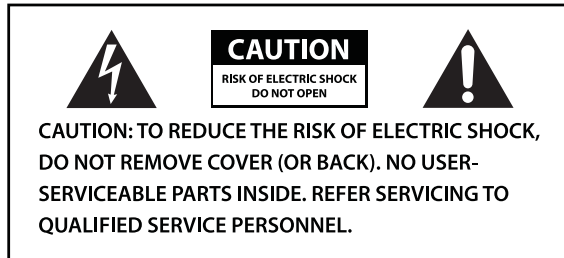 CAUTION
RISK OF ELECTRIC SHOCK
DO NOT OPEN
CAUTION: TO REDUCE THE RISK OF ELECTRIC SHOCK,
DO NOT REMOVE COVER (OR BACK). NO USER-
SERVICEABLE PARTS INSIDE. REFER SERVICING TO
QUALIFIED SERVICE PERSONNEL.